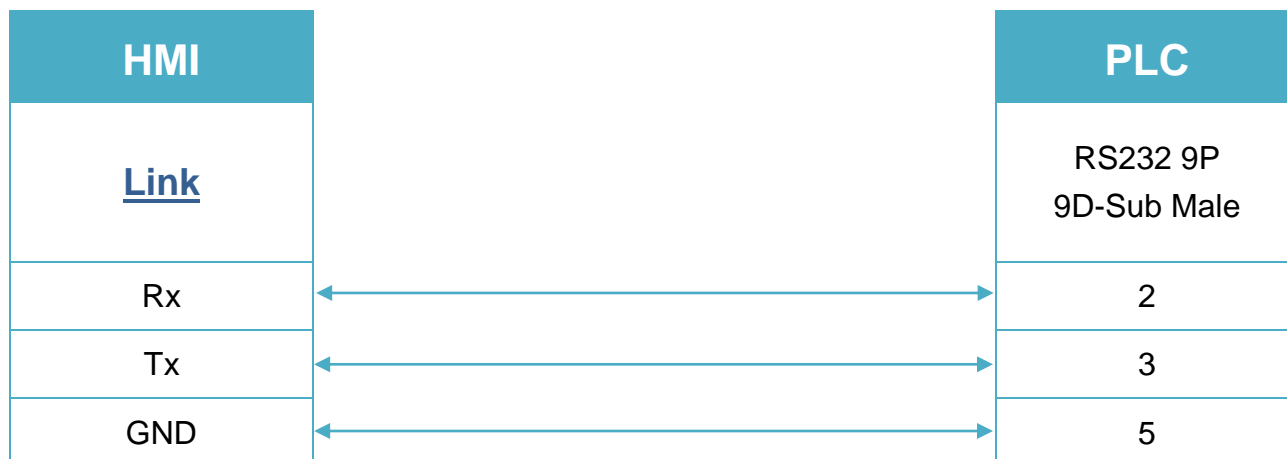 HMI
PLC
Link
RS232 9P
9D-Sub Male
Rx
2
Tx
3
GND
5